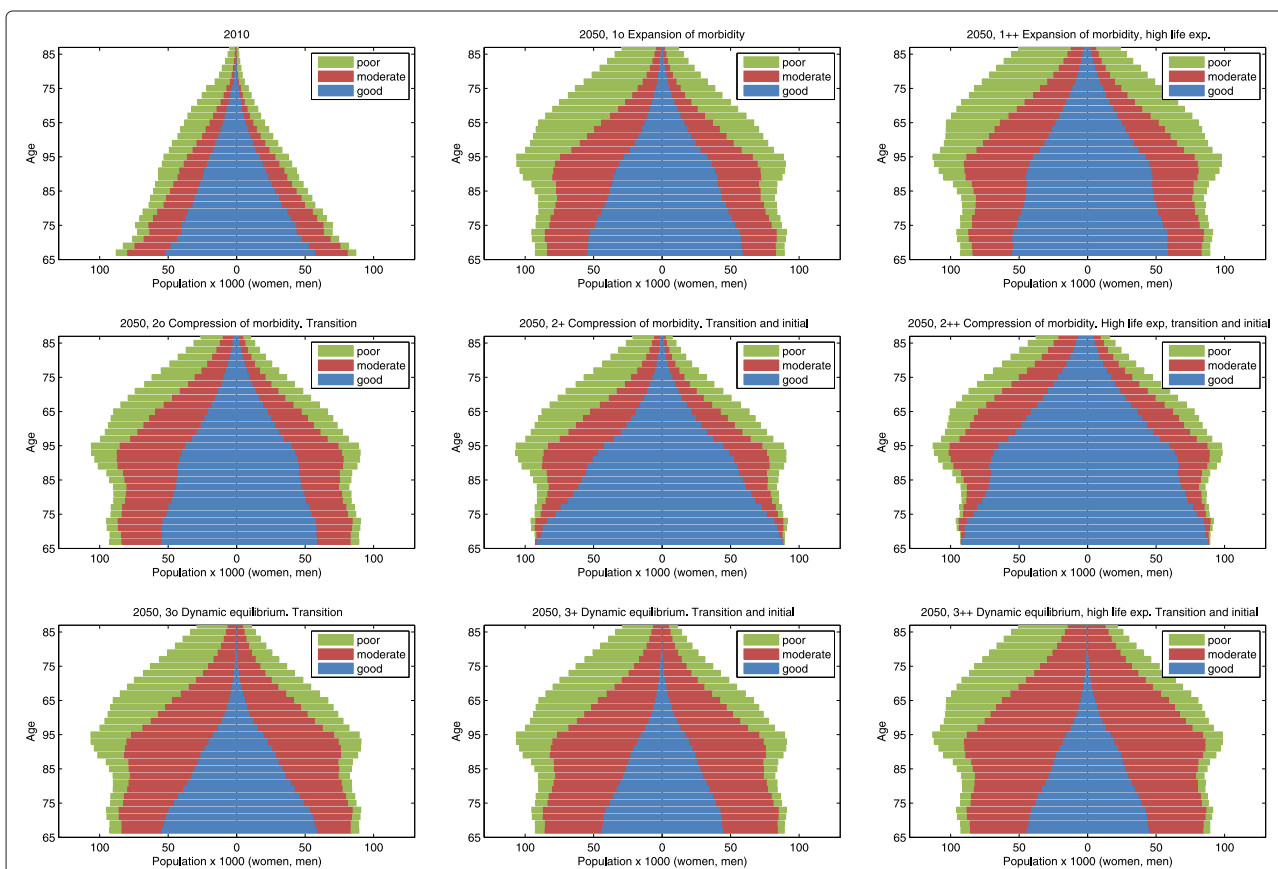 2010
85
75
65
95
85
75
65
Age
100 50 0 50 100
Population x 1000 (women, men)
poor
moderate
good
2050, 1o Expansion of morbidity
85
75
65
95
85
75
65
Age
100 50 0 50 100
Population x 1000 (women, men)
poor
moderate
good
2050, 1++ Expansion of morbidity, high life exp.
85
75
65
95
85
75
65
Age
100 50 0 50 100
Population x 1000 (women, men)
poor
moderate
good
2050, 2o Compression of morbidity. Transition
85
75
65
95
85
75
65
Age
100 50 0 50 100
Population x 1000 (women, men)
poor
moderate
good
2050, 2+ Compression of morbidity. Transition and initial
85
75
65
95
85
75
65
Age
100 50 0 50 100
Population x 1000 (women, men)
poor
moderate
good
2050, 2++ Compression of morbidity. High life exp, transition and initial
85
75
65
95
85
75
65
Age
100 50 0 50 100
Population x 1000 (women, men)
poor
moderate
good
2050, 3o Dynamic equilibrium. Transition
85
75
65
95
85
75
65
Age
100 50 0 50 100
Population x 1000 (women, men)
poor
moderate
good
2050, 3+ Dynamic equilibrium. Transition and initial
85
75
65
95
85
75
65
Age
100 50 0 50 100
Population x 1000 (women, men)
poor
moderate
good
2050, 3++ Dynamic equilibrium, high life exp. Transition and initial
85
75
65
95
85
75
65
Age
100 50 0 50 100
Population x 1000 (women, men)
poor
moderate
good